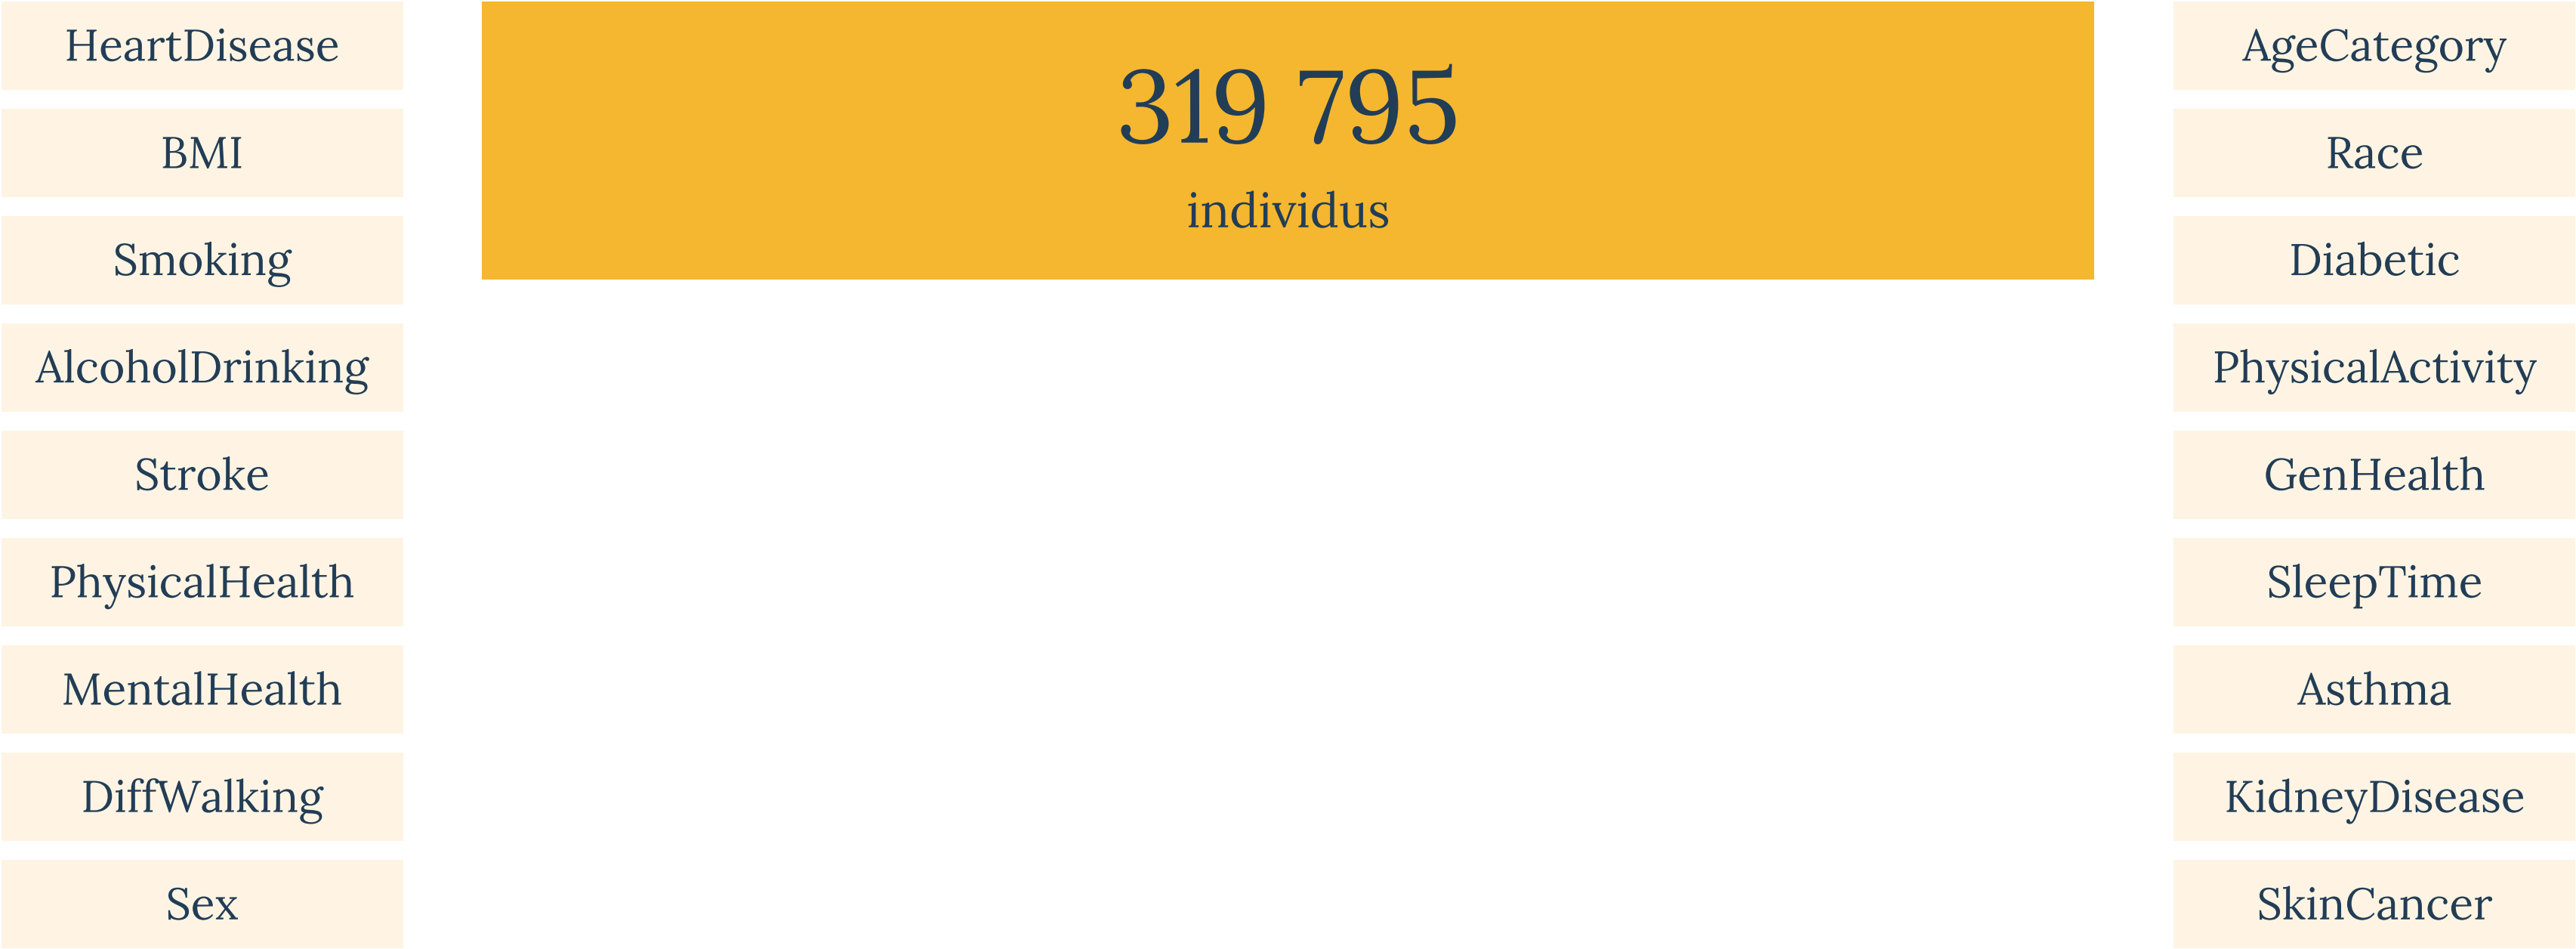 HeartDisease
BMI
Smoking
AlcoholDrinking
Stroke
PhysicalHealth
MentalHealth
DiffWalking
Sex
319 795
individus
AgeCategory
Race
Diabetic
PhysicalActivity
GenHealth
SleepTime
Asthma
KidneyDisease
SkinCancer